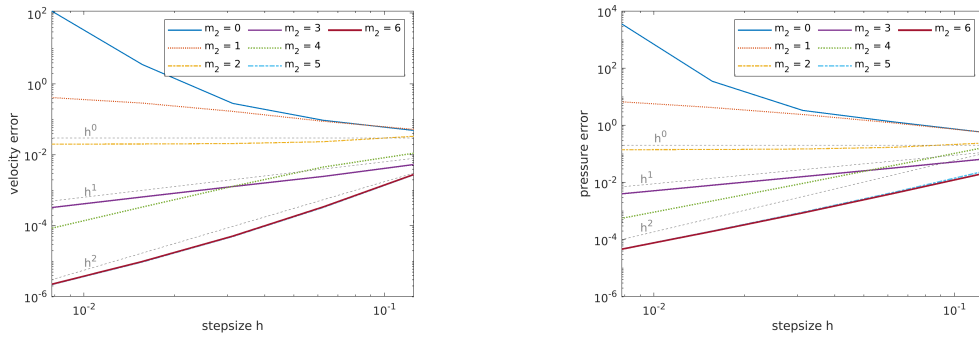 10^2
10^0
10^-2
10^-4
10^-6
velocity error
m_2 = 0
m_2 = 3
m_2 = 6
m_2 = 1
m_2 = 4
m_2 = 2
m_2 = 5
h^0
h^1
h^2
10^-2
10^-1
stepsize h
10^4
10^2
10^0
10^-2
10^-4
10^-6
pressure error
m_2 = 0
m_2 = 3
m_2 = 6
m_2 = 1
m_2 = 4
m_2 = 2
m_2 = 5
h^0
h^1
h^2
10^-2
10^-1
stepsize h